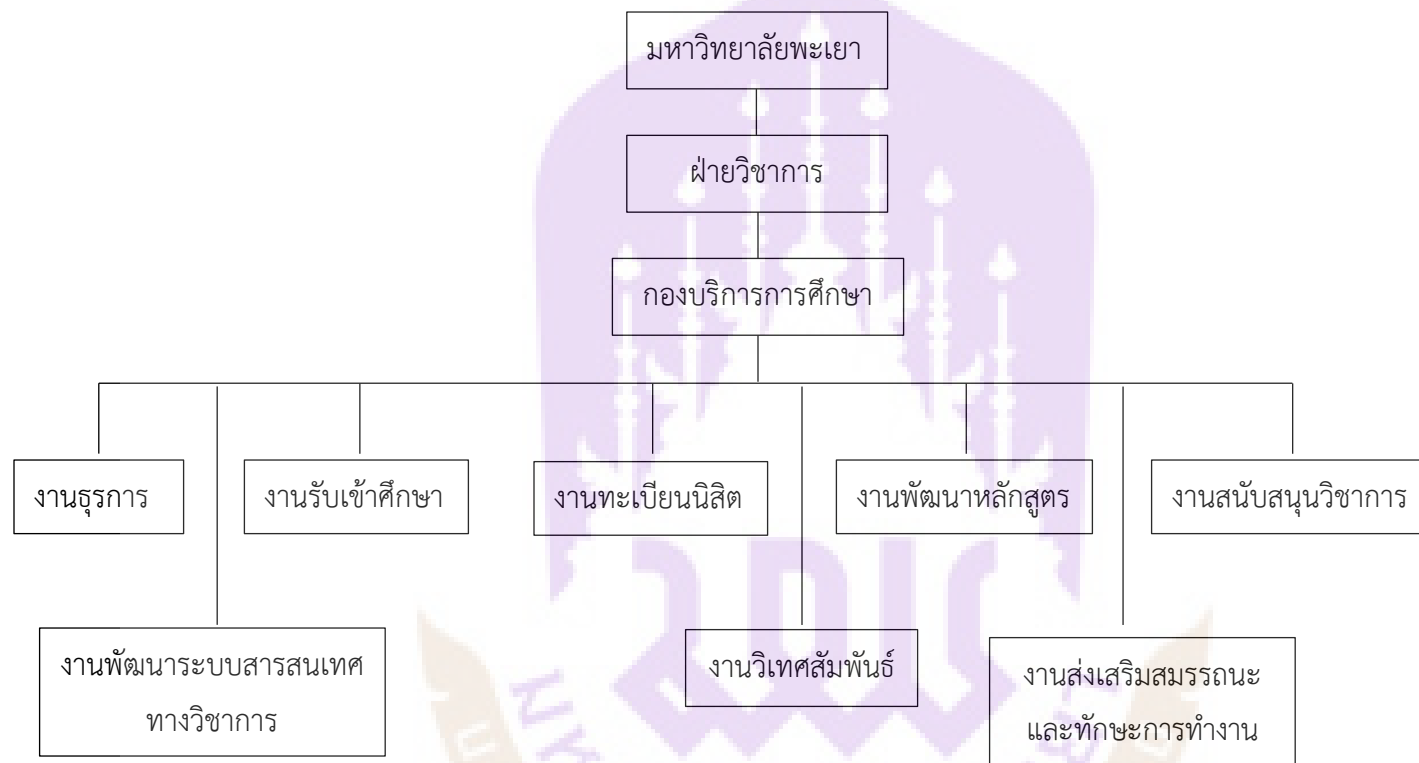 มหาวิทยาลัยพะเยา
ฝ่ายวิชาการ
กองบริการการศึกษา
งานธุรการ
งานรับเข้าศึกษา
งานทะเบียนนิสิต
งานพัฒนาหลักสูตร
งานสนับสนุนวิชาการ
งานพัฒนาระบบสารสนเทศ
ทางวิชาการ
งานวิเทศสัมพันธ์
งานส่งเสริมสมรรถนะ
และทักษะการทำงาน